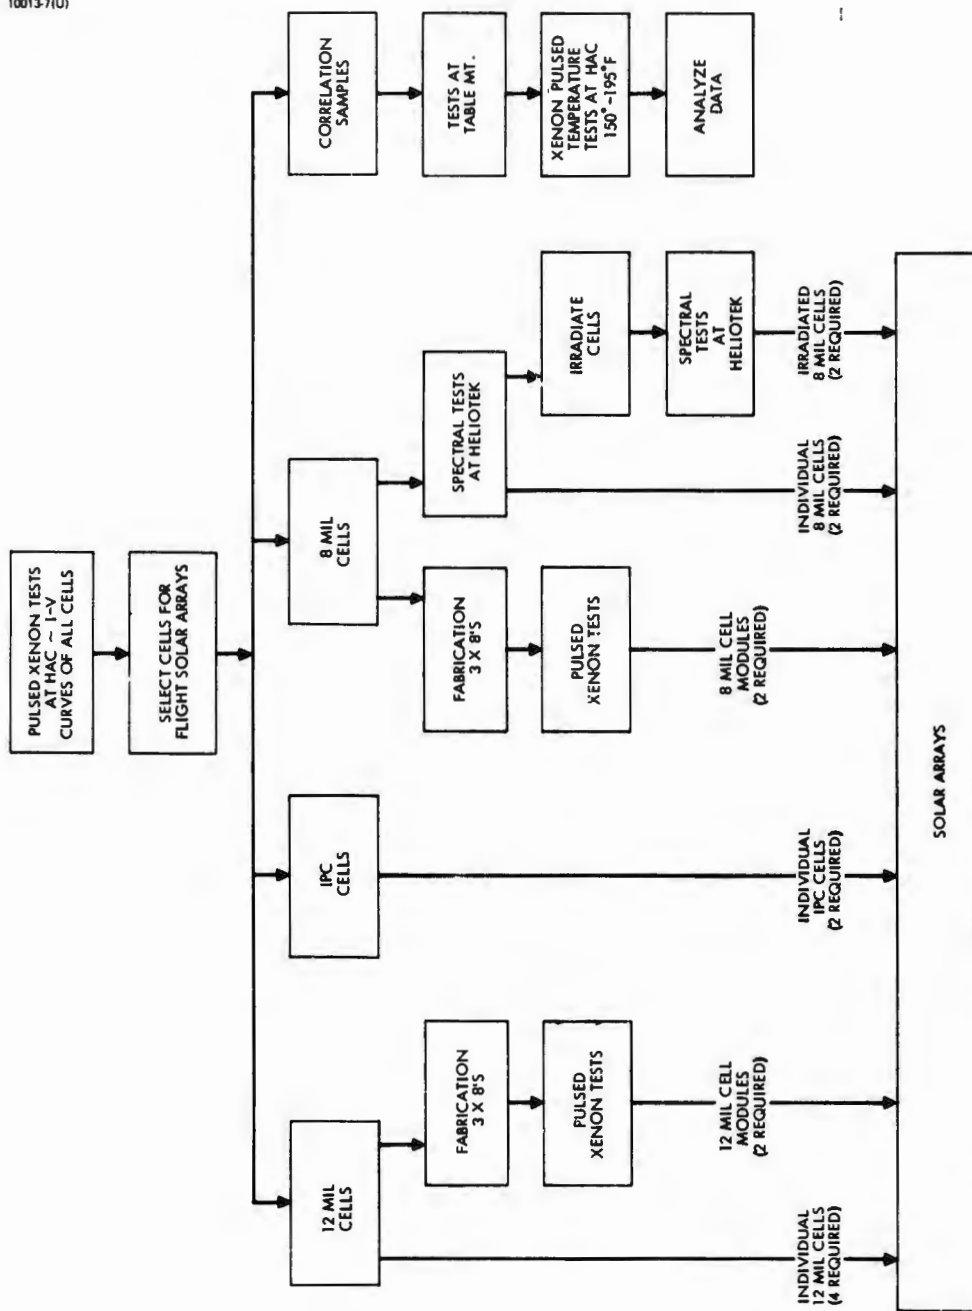 10013-7(U)
PULSED XENON TESTS
AT HAC ~ I-V
CURVES OF ALL CELLS
SELECT CELLS FOR
FLIGHT SOLAR ARRAYS
12 MIL
CELLS
IPC
CELLS
8 MIL
CELLS
CORRELATION
SAMPLES
FABRICATION
3 X 8'S
FABRICATION
3 X 8'S
SPECTRAL TESTS
AT HELIOTEK
TESTS AT
TABLE MT.
PULSED
XENON TESTS
PULSED
XENON TESTS
IRRADIATE
CELLS
XENON PULSED
TEMPERATURE
TESTS AT HAC
150°~195°F
SPECTRAL
TESTS
AT
HELIOTEK
ANALYZE
DATA
INDIVIDUAL
12 MIL CELLS
(4 REQUIRED)
12 MIL CELL
MODULES
(2 REQUIRED)
INDIVIDUAL
IPC CELLS
(2 REQUIRED)
8 MIL CELL
MODULES
(2 REQUIRED)
INDIVIDUAL
8 MIL CELLS
(2 REQUIRED)
IRRADIATED
8 MIL CELLS
(2 REQUIRED)
SOLAR ARRAYS